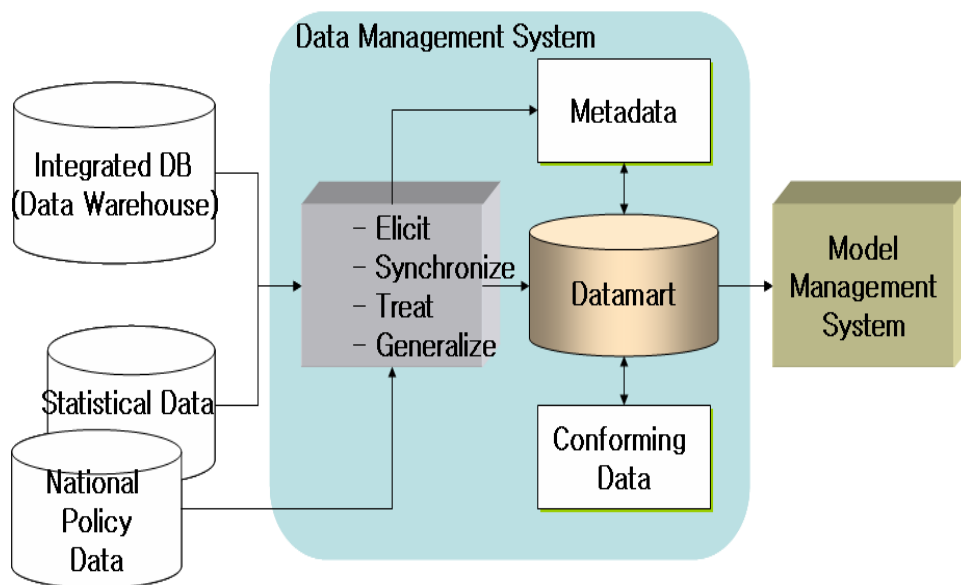 Data Management System
Integrated DB
(Data Warehouse)
Statistical Data
National
Policy
Data
- Elicit
- Synchronize
- Treat
- Generalize
Metadata
Datamart
Conforming
Data
Model
Management
System